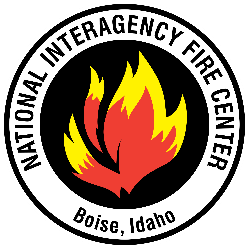 NATIONAL INTERAGENCY FIRE CENTER
Boise, Idaho